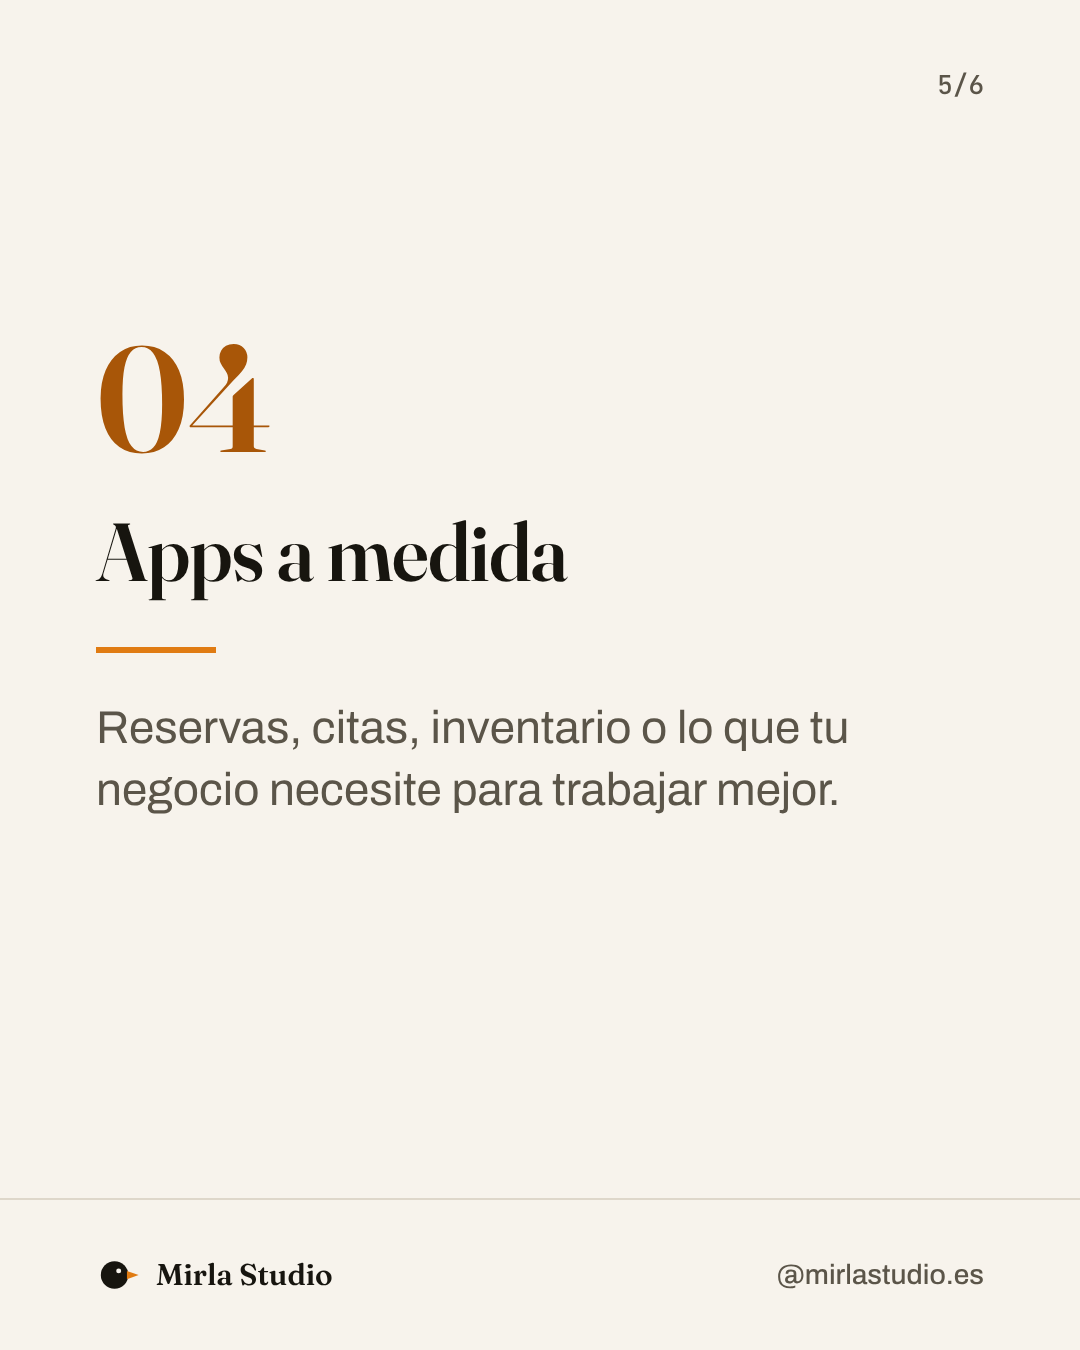 5/6
04
Apps a medida
Reservas, citas, inventario o lo que tu
negocio necesite para trabajar mejor.
Mirla Studio
@mirlastudio.es